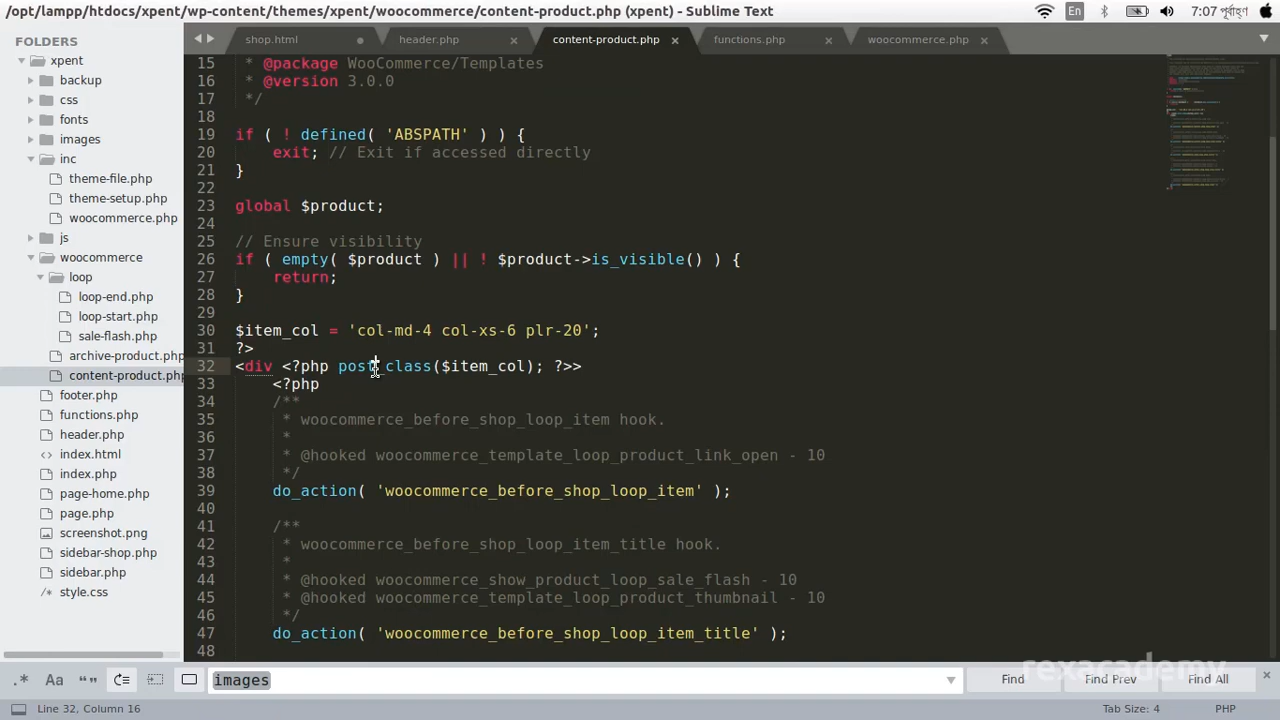 /opt/lampp/htdocs/xpent/wp-content/themes/xpent/woocommerce/content-product.php (xpent) - Sublime Text
En
7:07 পূর্বাহ্ণ
FOLDERS
xpent
backup
css
fonts
images
inc
theme-file.php
theme-setup.php
woocommerce.php
js
woocommerce
loop
loop-end.php
loop-start.php
sale-flash.php
archive-product.php
content-product.php
footer.php
functions.php
header.php
index.html
index.php
page-home.php
page.php
screenshot.png
sidebar-shop.php
sidebar.php
style.css
shop.html
header.php
content-product.php
functions.php
woocommerce.php
15 * @package WooCommerce/Templates
16 * @version 3.0.0
17 */
18
19 if ( ! defined( 'ABSPATH' ) ) {
20 exit; // Exit if accessed directly
21 }
22
23 global $product;
24
25 // Ensure visibility
26 if ( empty( $product ) || ! $product->is_visible() ) {
27 return;
28 }
29
30 $item_col = 'col-md-4 col-xs-6 plr-20';
31 ?>
32 <div <?php post_class($item_col); ?>>
33 <?php
34 /**
35 * woocommerce_before_shop_loop_item hook.
36 *
37 * @hooked woocommerce_template_loop_product_link_open - 10
38 */
39 do_action( 'woocommerce_before_shop_loop_item' );
40
41 /**
42 * woocommerce_before_shop_loop_item_title hook.
43 *
44 * @hooked woocommerce_show_product_loop_sale_flash - 10
45 * @hooked woocommerce_template_loop_product_thumbnail - 10
46 */
47 do_action( 'woocommerce_before_shop_loop_item_title' );
48
rexacademy
.* Aa “” images Find Find Prev Find All
Line 32, Column 16 Tab Size: 4 PHP